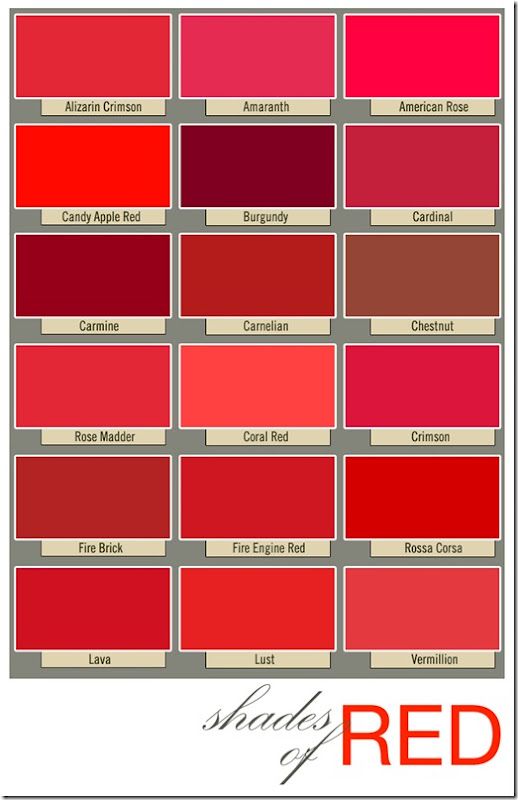 Alizarin Crimson
Amaranth
American Rose
Candy Apple Red
Burgundy
Cardinal
Carmine
Carnelian
Chestnut
Rose Madder
Coral Red
Crimson
Fire Brick
Fire Engine Red
Rossa Corsa
Lava
Lust
Vermillion
shades
of RED